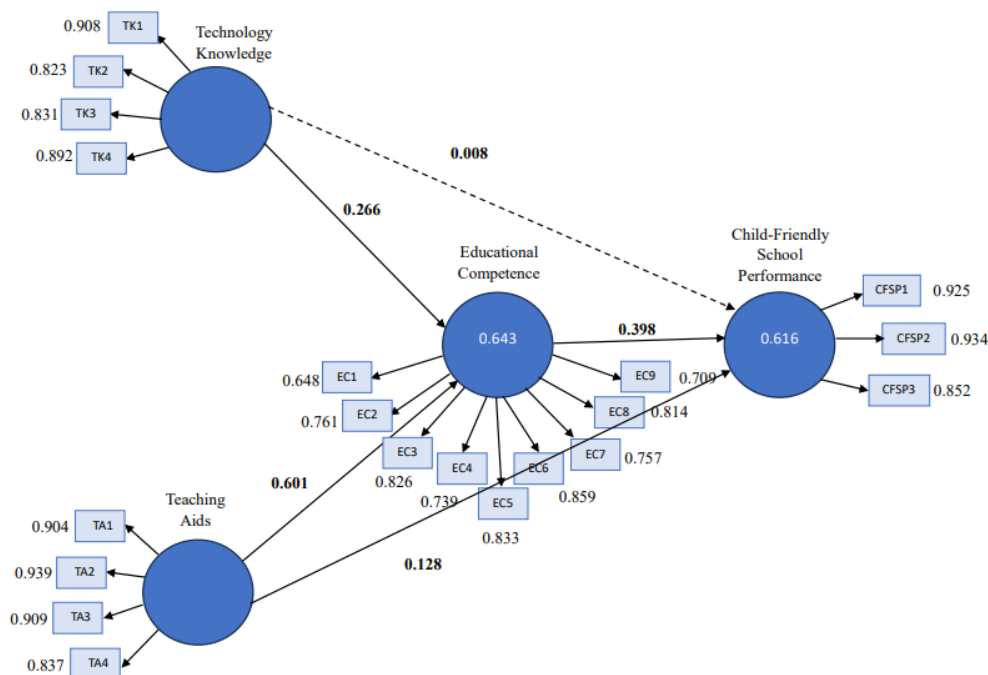 Technology
Knowledge
0.908 TK1
0.823 TK2
0.831 TK3
0.892 TK4
0.008
0.266
Educational
Competence
Child-Friendly
School
Performance
0.643
0.398
0.616
CFSP1 0.925
CFSP2 0.934
CFSP3 0.852
0.648 EC1
0.761 EC2
EC3
0.826
EC4
0.739
EC5
0.833
EC6
0.859
EC7 0.757
EC8 0.814
EC9 0.709
0.601
0.128
Teaching
Aids
0.904 TA1
0.939 TA2
0.909 TA3
0.837 TA4